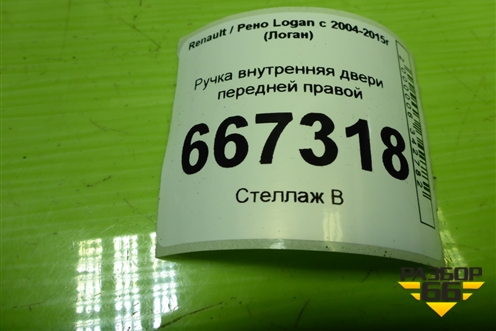 Renault / Рено Logan с 2004-2015г
(Логан)
Ручка внутренняя двери
передней правой
667318
Стеллаж В
РАЗБОР
66